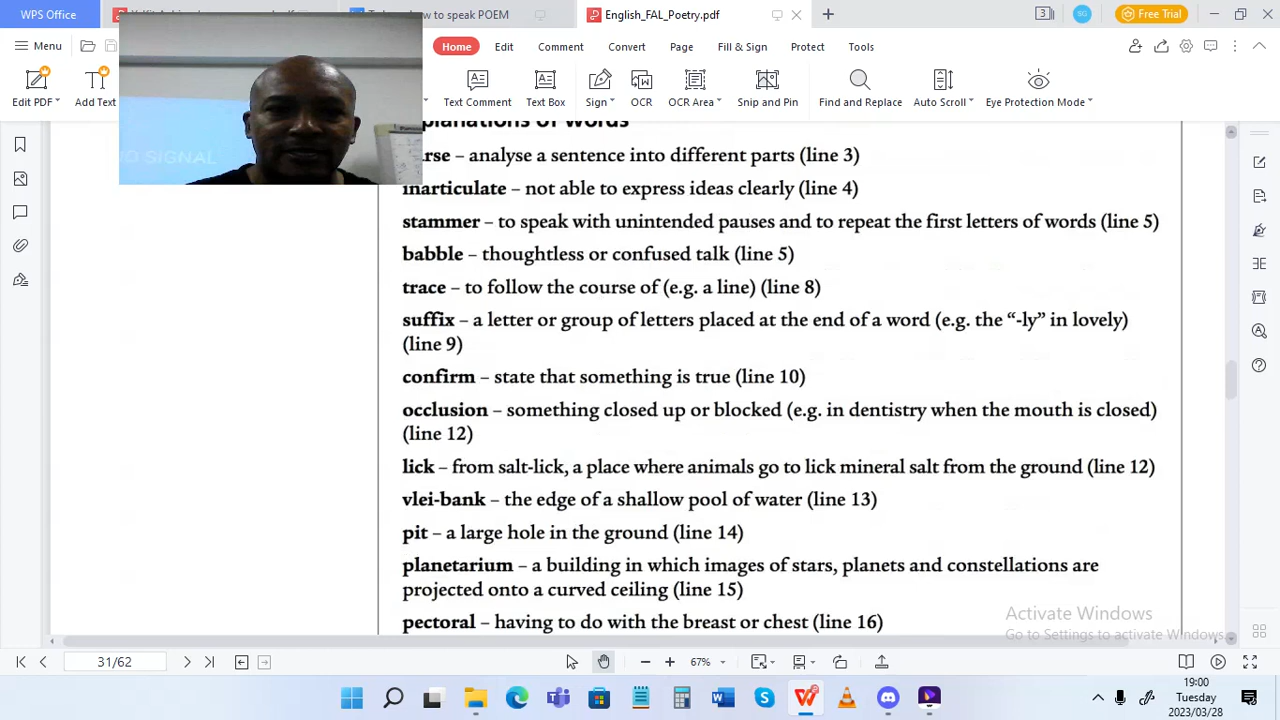 WPS Office
how to speak POEM
English_FAL_Poetry.pdf
Free Trial
Menu
Home Edit Comment Convert Page Fill & Sign Protect Tools
Edit PDF Add Text Text Comment Text Box Sign OCR OCR Area Snip and Pin Find and Replace Auto Scroll Eye Protection Mode
of words
NO SIGNAL
rse – analyse a sentence into different parts (line 3)
inarticulate – not able to express ideas clearly (line 4)
stammer – to speak with unintended pauses and to repeat the first letters of words (line 5)
babble – thoughtless or confused talk (line 5)
trace – to follow the course of (e.g. a line) (line 8)
suffix – a letter or group of letters placed at the end of a word (e.g. the “-ly” in lovely)
(line 9)
confirm – state that something is true (line 10)
occlusion – something closed up or blocked (e.g. in dentistry when the mouth is closed)
(line 12)
lick – from salt-lick, a place where animals go to lick mineral salt from the ground (line 12)
vlei-bank – the edge of a shallow pool of water (line 13)
pit – a large hole in the ground (line 14)
planetarium – a building in which images of stars, planets and constellations are
projected onto a curved ceiling (line 15)
pectoral – having to do with the breast or chest (line 16)
Activate Windows
Go to Settings to activate Windows.
31/62
67%
19:00
Tuesday
2023/03/28